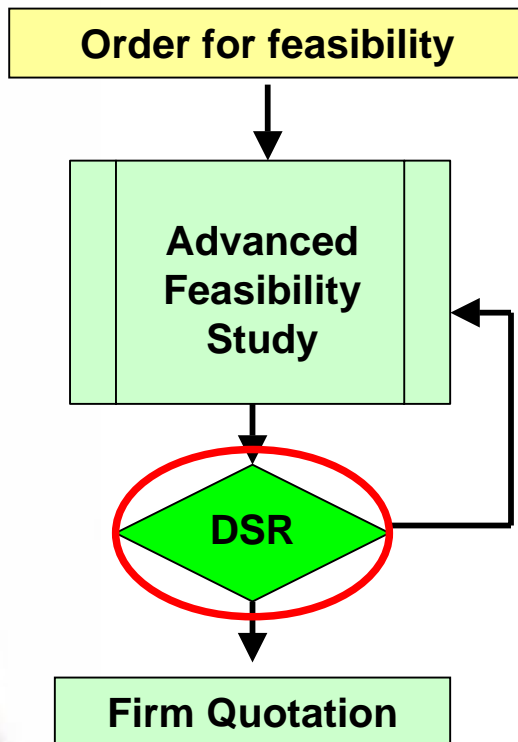 Order for feasibility
Advanced
Feasibility
Study
DSR
Firm Quotation